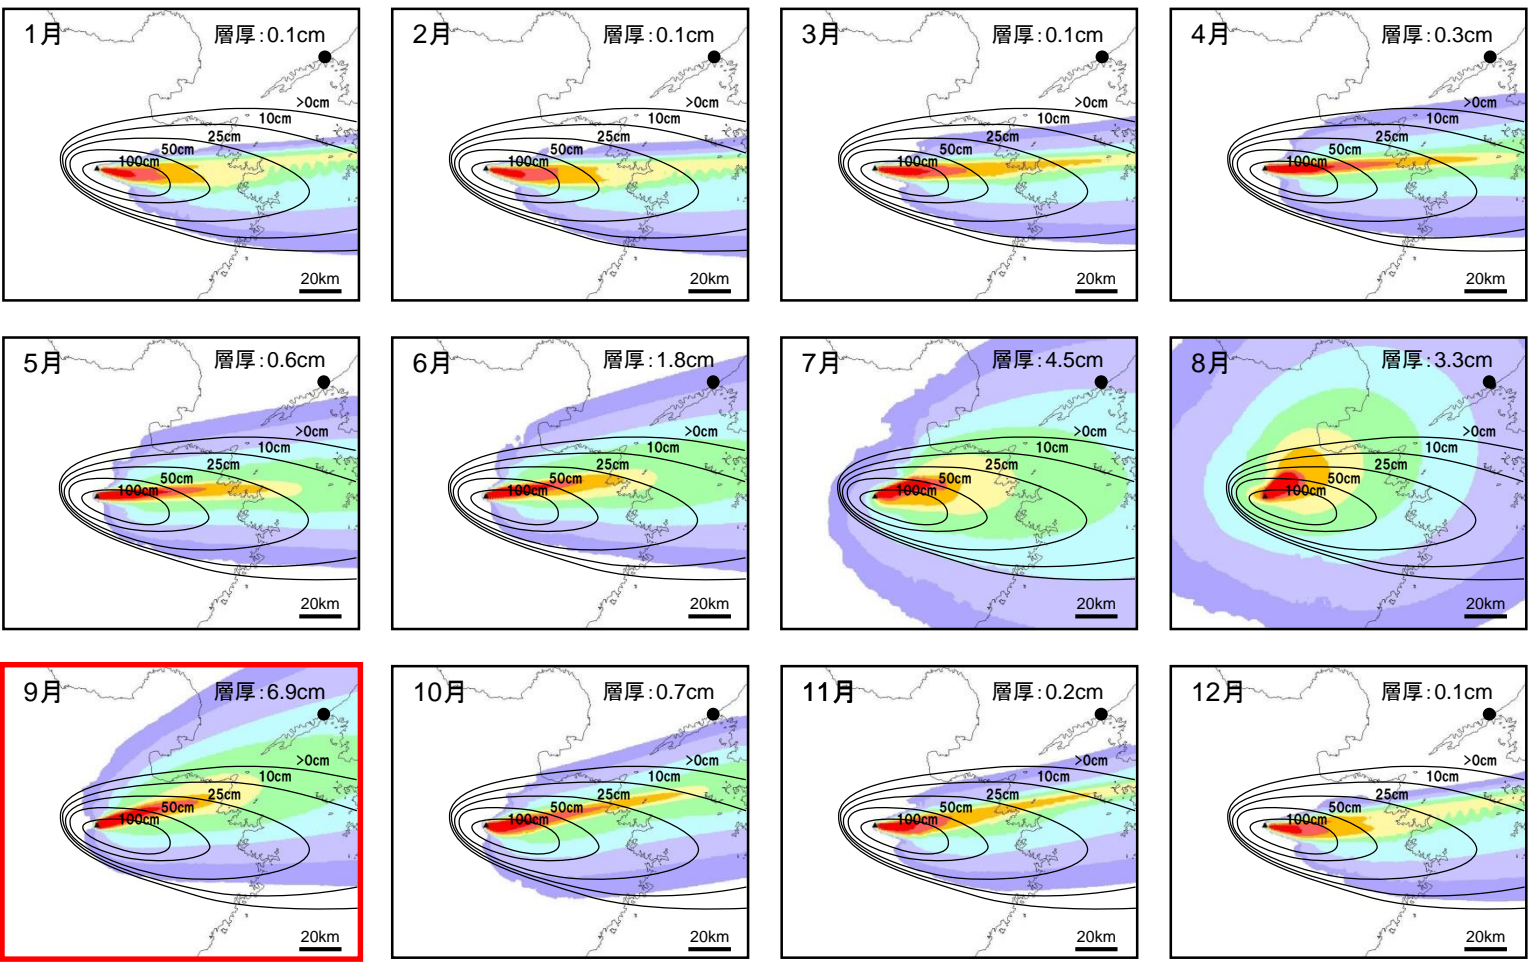 1月 層厚：0.1cm
>0cm
10cm
25cm
50cm
100cm
20km
2月 層厚：0.1cm
>0cm
10cm
25cm
50cm
100cm
20km
3月 層厚：0.1cm
>0cm
10cm
25cm
50cm
100cm
20km
4月 層厚：0.3cm
>0cm
10cm
25cm
50cm
100cm
20km
5月 層厚：0.6cm
>0cm
10cm
25cm
50cm
100cm
20km
6月 層厚：1.8cm
>0cm
10cm
25cm
50cm
100cm
20km
7月 層厚：4.5cm
>0cm
10cm
25cm
50cm
100cm
20km
8月 層厚：3.3cm
>0cm
10cm
25cm
50cm
100cm
20km
9月 層厚：6.9cm
>0cm
10cm
25cm
50cm
100cm
20km
10月 層厚：0.7cm
>0cm
10cm
25cm
50cm
100cm
20km
11月 層厚：0.2cm
>0cm
10cm
25cm
50cm
100cm
20km
12月 層厚：0.1cm
>0cm
10cm
25cm
50cm
100cm
20km